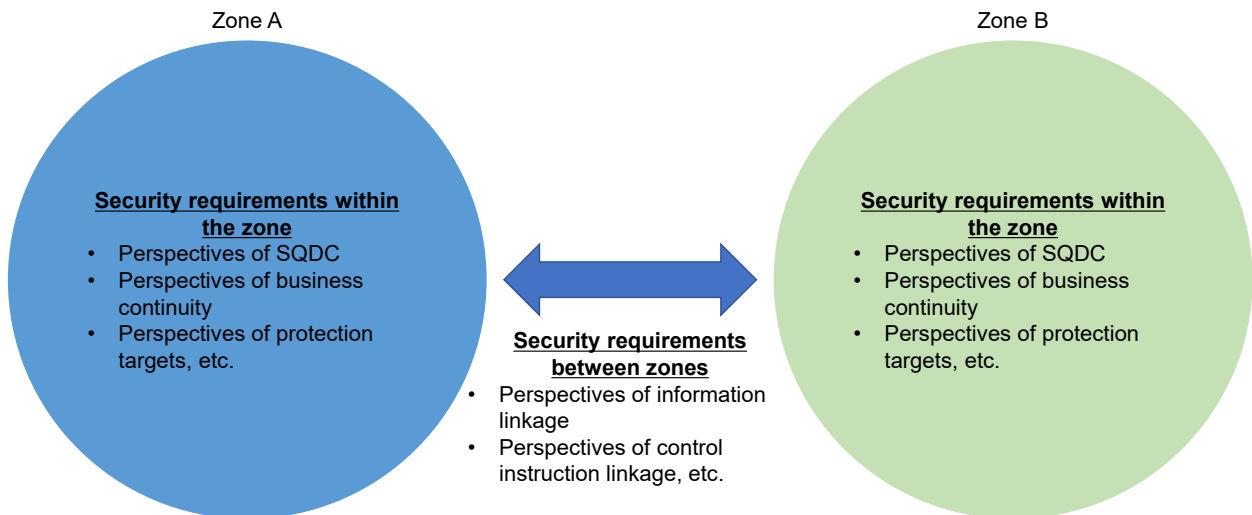 Zone A
Zone B
Security requirements within
the zone
• Perspectives of SQDC
• Perspectives of business
continuity
• Perspectives of protection
targets, etc.
Security requirements
between zones
• Perspectives of information
linkage
• Perspectives of control
instruction linkage, etc.
Security requirements within
the zone
• Perspectives of SQDC
• Perspectives of business
continuity
• Perspectives of protection
targets, etc.